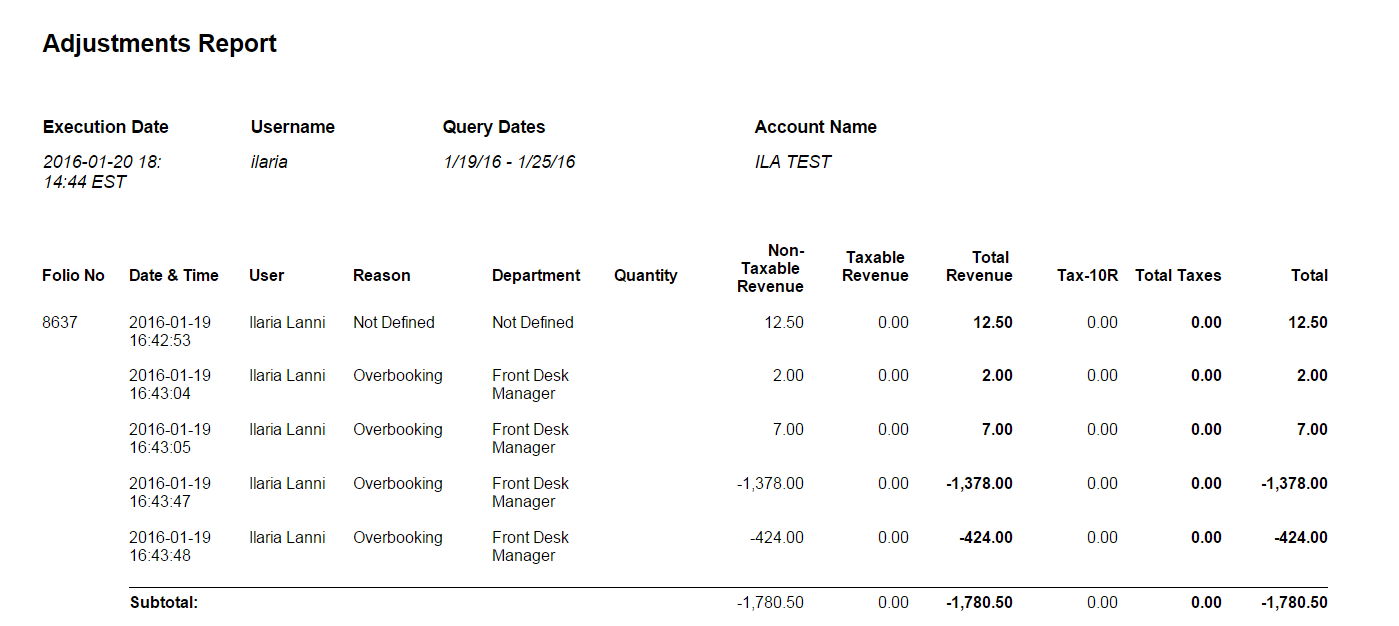 Adjustments Report
Execution Date Username Query Dates Account Name
2016-01-20 18: ilaria 1/19/16 - 1/25/16 ILA TEST
14:44 EST
Non-
Taxable Taxable Total
Folio No Date & Time User Reason Department Quantity Revenue Revenue Revenue Tax-10R Total Taxes Total
8637 2016-01-19 Ilaria Lanni Not Defined Not Defined 12.50 0.00 12.50 0.00 0.00 12.50
16:42:53
2016-01-19 Ilaria Lanni Overbooking Front Desk 2.00 0.00 2.00 0.00 0.00 2.00
16:43:04 Manager
2016-01-19 Ilaria Lanni Overbooking Front Desk 7.00 0.00 7.00 0.00 0.00 7.00
16:43:05 Manager
2016-01-19 Ilaria Lanni Overbooking Front Desk -1,378.00 0.00 -1,378.00 0.00 0.00 -1,378.00
16:43:47 Manager
2016-01-19 Ilaria Lanni Overbooking Front Desk -424.00 0.00 -424.00 0.00 0.00 -424.00
16:43:48 Manager
Subtotal: -1,780.50 0.00 -1,780.50 0.00 0.00 -1,780.50